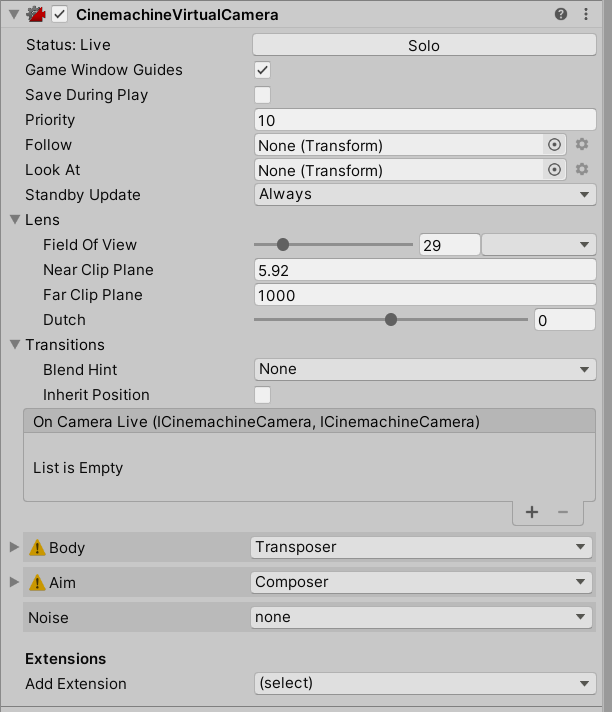 CinemachineVirtualCamera
Status: Live Solo
Game Window Guides
Save During Play
Priority 10
Follow None (Transform)
Look At None (Transform)
Standby Update Always
Lens
Field Of View 29
Near Clip Plane 5.92
Far Clip Plane 1000
Dutch 0
Transitions
Blend Hint None
Inherit Position
On Camera Live (ICinemachineCamera, ICinemachineCamera)
List is Empty
Body Transposer
Aim Composer
Noise none
Extensions
Add Extension (select)